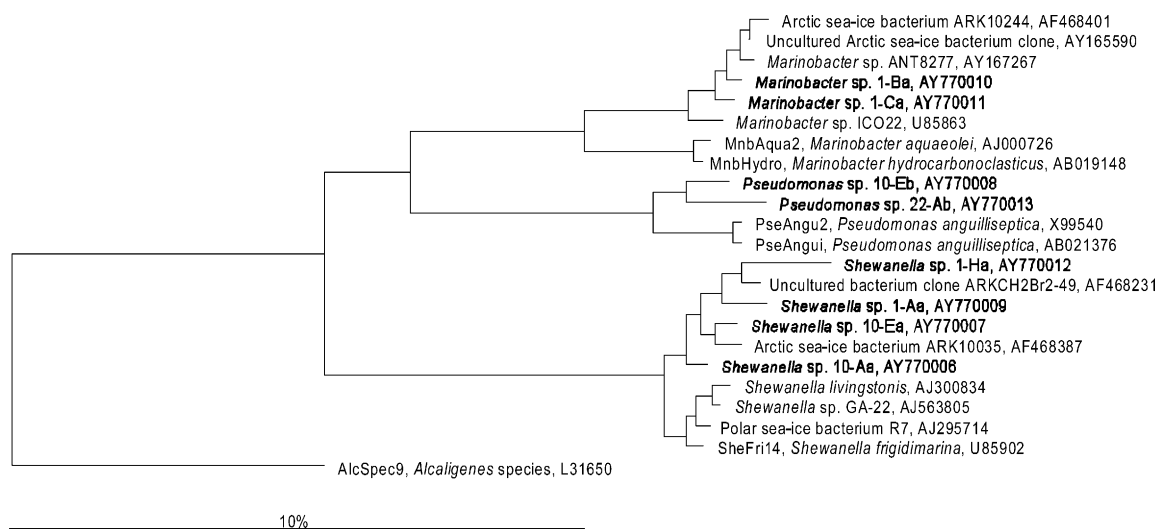 Arctic sea-ice bacterium ARK10244, AF468401
Uncultured Arctic sea-ice bacterium clone, AY165590
Marinobacter sp. ANT8277, AY167267
Marinobacter sp. 1-Ba, AY770010
Marinobacter sp. 1-Ca, AY770011
Marinobacter sp. ICO22, U85863
MnbAqua2, Marinobacter aquaeolei, AJ000726
MnbHydro, Marinobacter hydrocarbonoclasticus, AB019148
Pseudomonas sp. 10-Eb, AY770008
Pseudomonas sp. 22-Ab, AY770013
PseAngu2, Pseudomonas anguilliseptica, X99540
PseAngui, Pseudomonas anguilliseptica, AB021376
Shewanella sp. 1-Ha, AY770012
Uncultured bacterium clone ARKCH2Br2-49, AF468231
Shewanella sp. 1-Aa, AY770009
Shewanella sp. 10-Ea, AY770007
Arctic sea-ice bacterium ARK10035, AF468387
Shewanella sp. 10-Aa, AY770006
Shewanella livingstonis, AJ300834
Shewanella sp. GA-22, AJ563805
Polar sea-ice bacterium R7, AJ295714
SheFri14, Shewanella frigidimarina, U85902
AlcSpec9, Alcaligenes species, L31650
10%